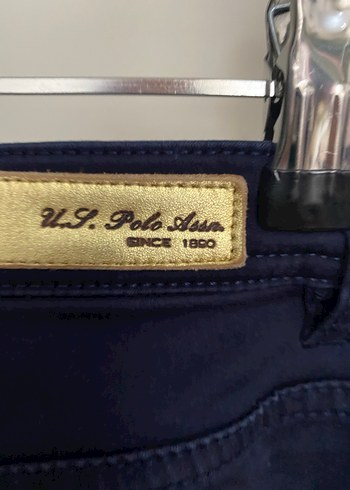 U.S. Polo Assn.
SINCE 1890